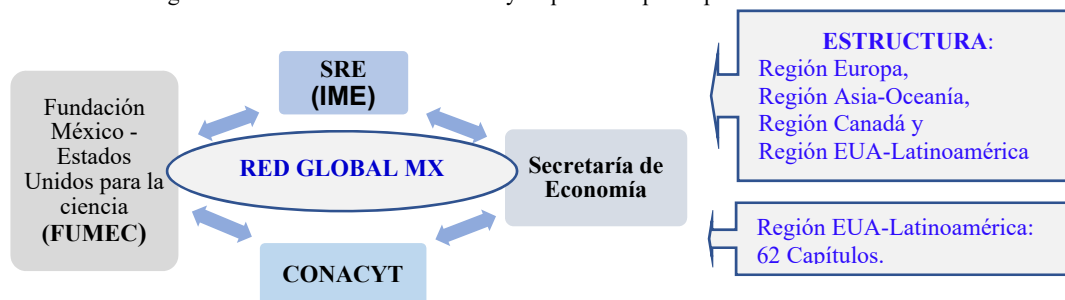 SRE
(IME)
Fundación
México -
Estados
Unidos para la
ciencia
(FUMEC)
RED GLOBAL MX
Secretaría de
Economía
CONACYT
ESTRUCTURA:
Región Europa,
Región Asia-Oceanía,
Región Canadá y
Región EUA-Latinoamérica
Región EUA-Latinoamérica:
62 Capítulos.